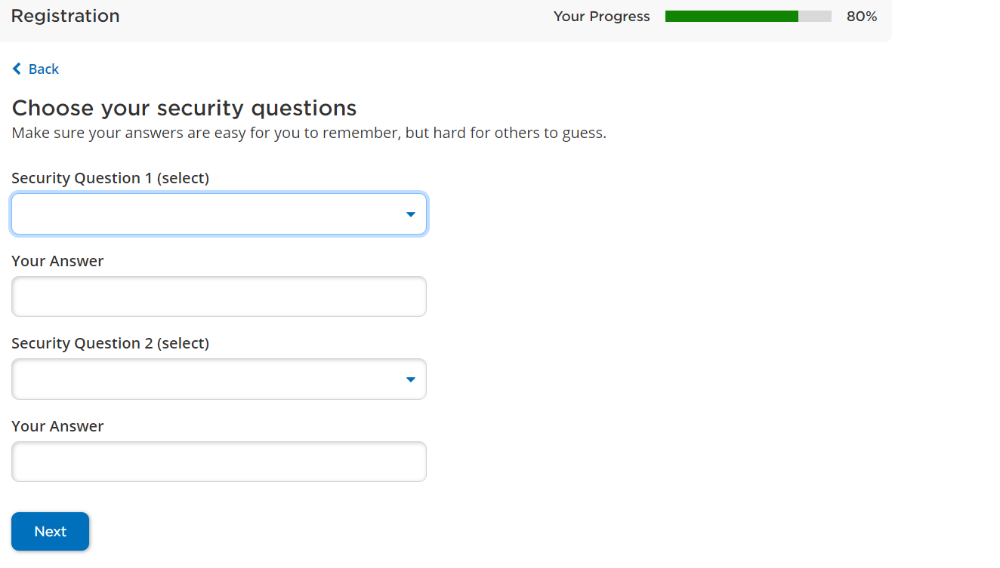 Registration
Your Progress 80%
Back
Choose your security questions
Make sure your answers are easy for you to remember, but hard for others to guess.
Security Question 1 (select)
Your Answer
Security Question 2 (select)
Your Answer
Next